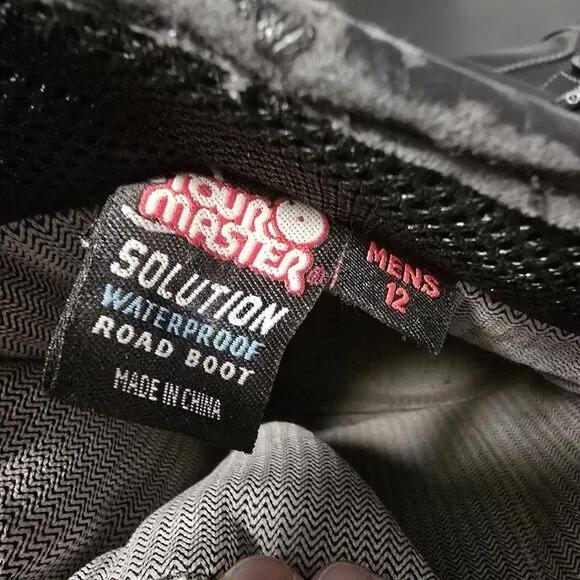 TOUR
MASTER®
SOLUTION
WATERPROOF
ROAD BOOT
MADE IN CHINA
MENS
12